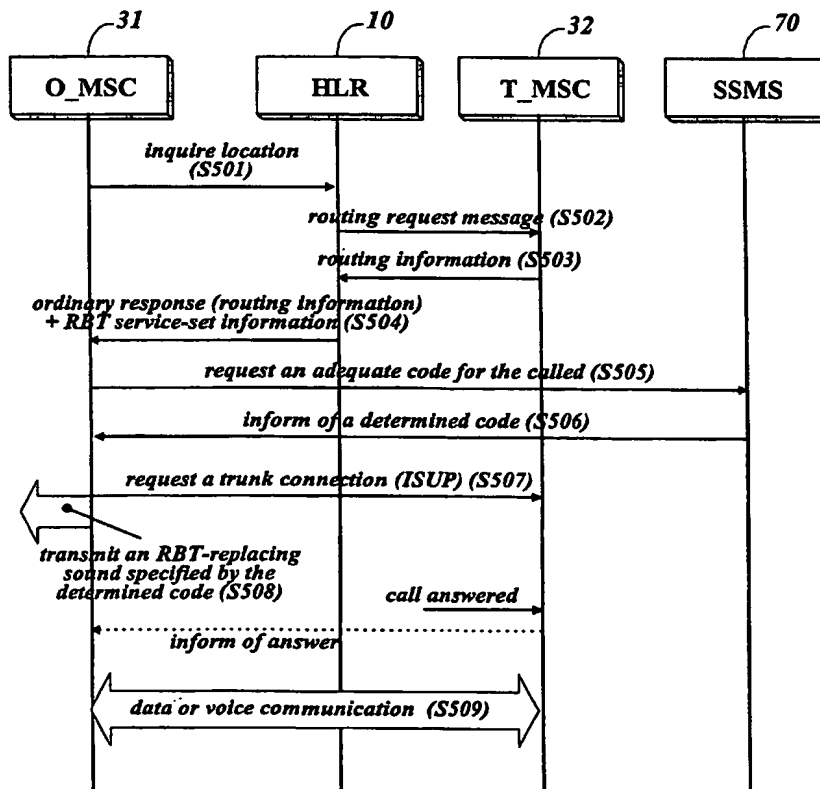 31
10
32
70
O_MSC
HLR
T_MSC
SSMS
inquire location
(S501)
routing request message (S502)
routing information (S503)
ordinary response (routing information)
+ RBT service-set information (S504)
request an adequate code for the called (S505)
inform of a determined code (S506)
request a trunk connection (ISUP) (S507)
transmit an RBT-replacing
sound specified by the
determined code (S508)
call answered
inform of answer
data or voice communication (S509)